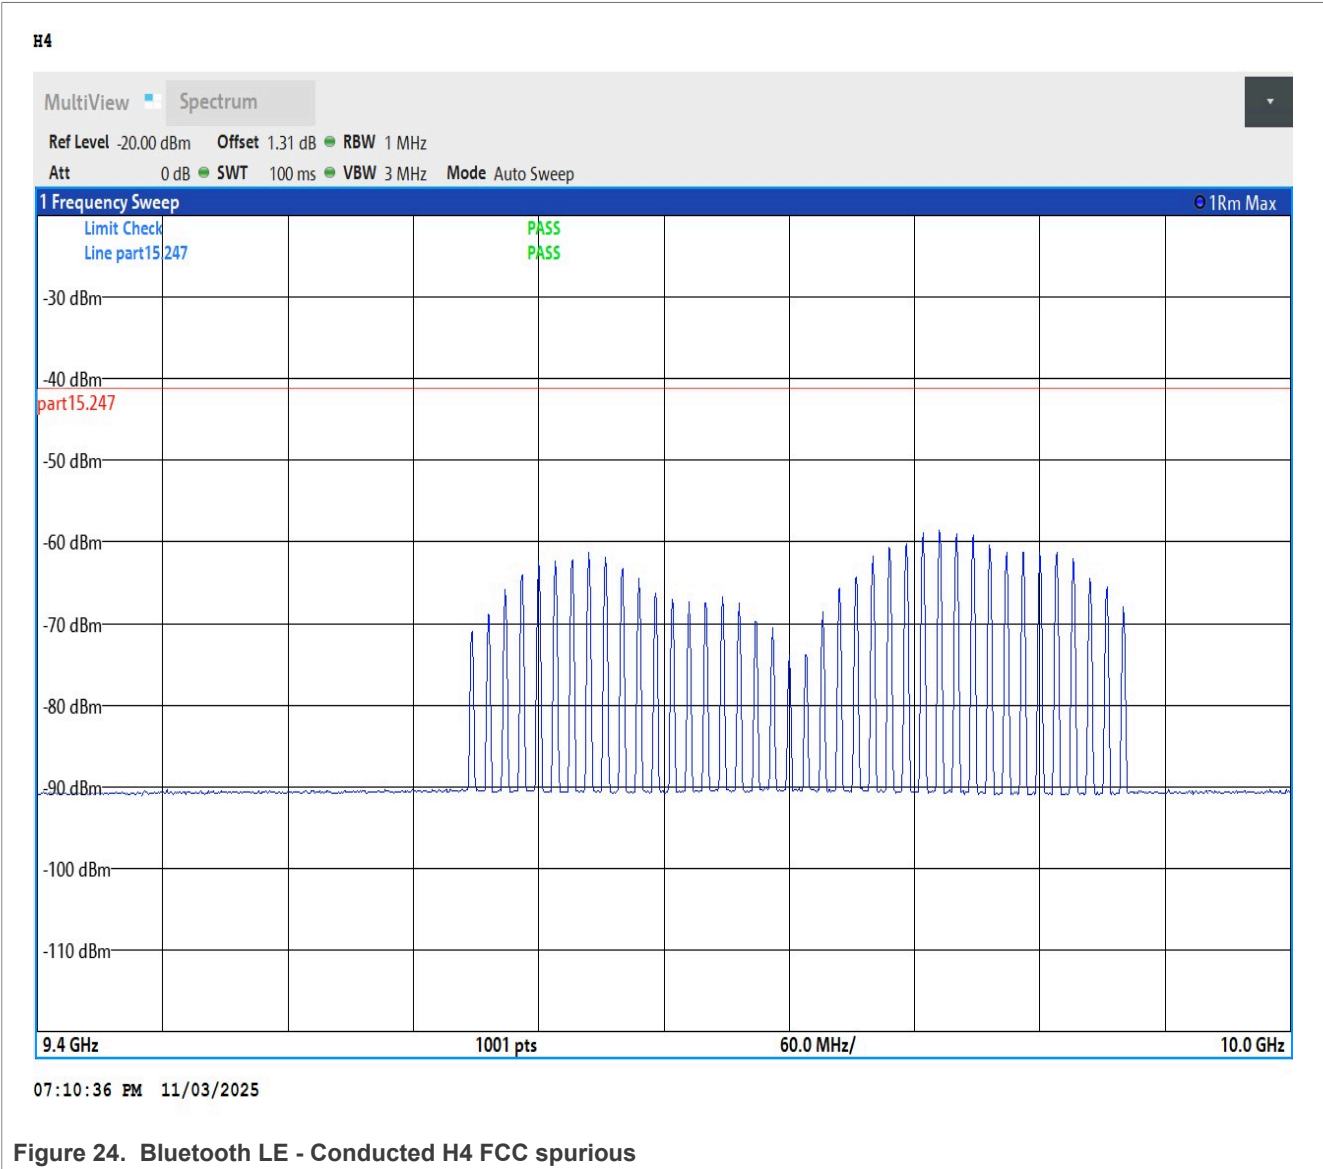 H4
MultiView Spectrum
Ref Level -20.00 dBm Offset 1.31 dB RBW 1 MHz
Att 0 dB SWT 100 ms VBW 3 MHz Mode Auto Sweep
1 Frequency Sweep 1Rm Max
Limit Check PASS
Line part15.247 PASS
-30 dBm
-40 dBm
part15.247
-50 dBm
-60 dBm
-70 dBm
-80 dBm
-90 dBm
-100 dBm
-110 dBm
9.4 GHz 1001 pts 60.0 MHz/ 10.0 GHz
07:10:36 PM 11/03/2025
Figure 24. Bluetooth LE - Conducted H4 FCC spurious